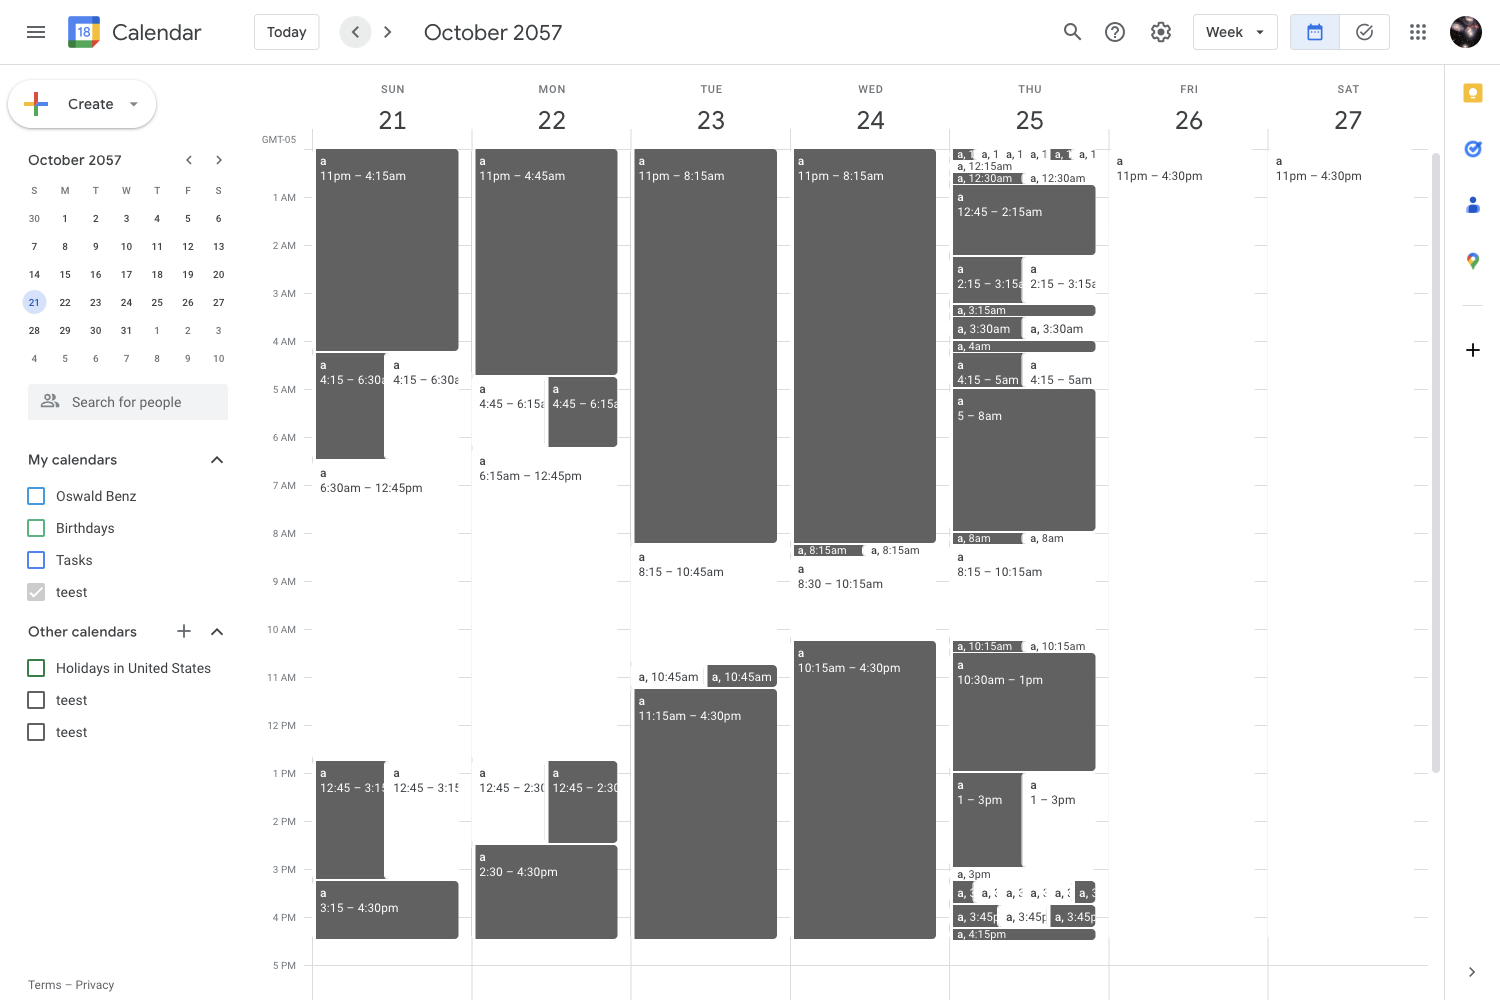 18 Calendar Today October 2057 Week
Create
SUN MON TUE WED THU FRI SAT
21 22 23 24 25 26 27
GMT-05
October 2057
S M T W T F S
30 1 2 3 4 5 6
7 8 9 10 11 12 13
14 15 16 17 18 19 20
21 22 23 24 25 26 27
28 29 30 31 1 2 3
4 5 6 7 8 9 10
Search for people
My calendars
Oswald Benz
Birthdays
Tasks
teest
Other calendars
Holidays in United States
teest
teest
Terms – Privacy
1 AM
2 AM
3 AM
4 AM
5 AM
6 AM
7 AM
8 AM
9 AM
10 AM
11 AM
12 PM
1 PM
2 PM
3 PM
4 PM
5 PM
a
11pm – 4:15am
a
4:15 – 6:30a
a
4:15 – 6:30a
a
6:30am – 12:45pm
a
12:45 – 3:15
a
12:45 – 3:15
a
3:15 – 4:30pm
a
11pm – 4:45am
a
4:45 – 6:15a
a
4:45 – 6:15a
a
6:15am – 12:45pm
a
12:45 – 2:30
a
12:45 – 2:30
a
2:30 – 4:30pm
a
11pm – 8:15am
a
8:15 – 10:45am
a, 10:45am
a, 10:45am
a
11:15am – 4:30pm
a
11pm – 8:15am
a, 8:15am
a, 8:15am
a
8:30 – 10:15am
a
10:15am – 4:30pm
a, 1 a, 1 a, 1 a, 1 a, 1 a, 1
a, 12:15am
a, 12:30am a, 12:30am
a
12:45 – 2:15am
a
2:15 – 3:15a
a
2:15 – 3:15a
a, 3:15am
a, 3:30am a, 3:30am
a, 4am
a
4:15 – 5am
a
4:15 – 5am
a
5 – 8am
a, 8am a, 8am
a
8:15 – 10:15am
a, 10:15am a, 10:15am
a
10:30am – 1pm
a
1 – 3pm
a
1 – 3pm
a, 3pm
a, 3 a, 3 a, 3 a, 3 a, 3 a, 3
a, 3:45p a, 3:45p a, 3:45p
a, 4:15pm
a
11pm – 4:30pm
a
11pm – 4:30pm